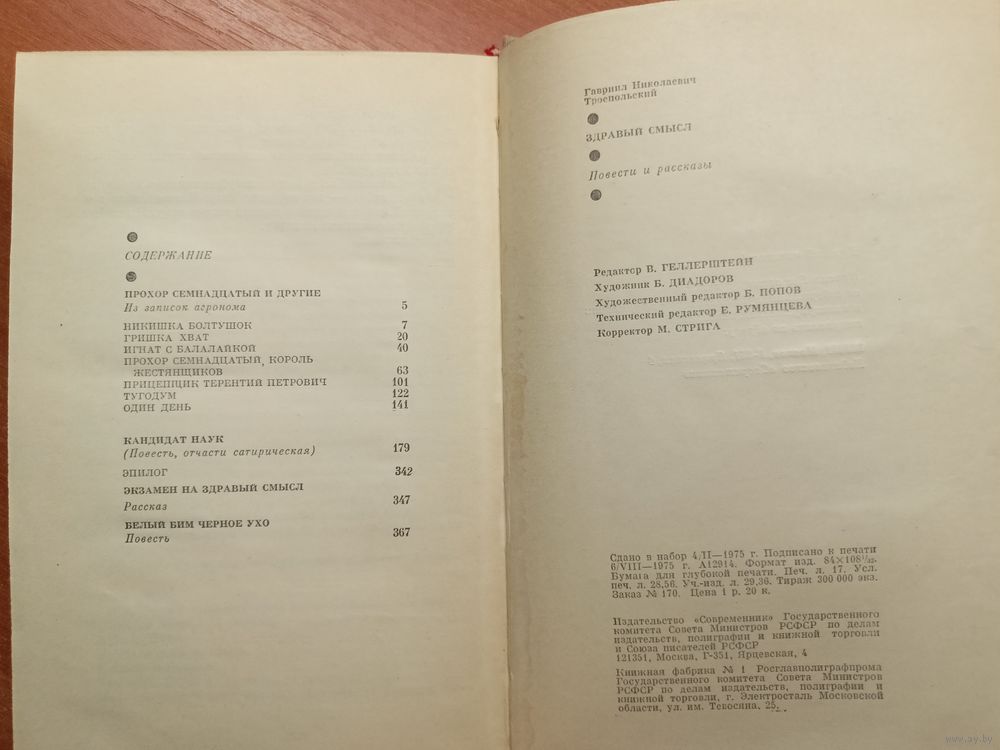 СОДЕРЖАНИЕ
ПРОХОР СЕМНАДЦАТЫЙ И ДРУГИЕ
Из записок агронома 5
НИКИШКА БОЛТУШОК 7
ГРИШКА ХВАТ 20
ИГНАТ С БАЛАЛАЙКОЙ 40
ПРОХОР СЕМНАДЦАТЫЙ, КОРОЛЬ
ЖЕСТЯНЩИКОВ 63
ПРИЦЕПЩИК ТЕРЕНТИЙ ПЕТРОВИЧ 101
ТУГОДУМ 122
ОДИН ДЕНЬ 141
КАНДИДАТ НАУК
(Повесть, отчасти сатирическая) 179
ЭПИЛОГ 342
ЭКЗАМЕН НА ЗДРАВЫЙ СМЫСЛ
Рассказ 347
БЕЛЫЙ БИМ ЧЕРНОЕ УХО
Повесть 367
Гавриил Николаевич
Троепольский
ЗДРАВЫЙ СМЫСЛ
Повести и рассказы
Редактор В. ГЕЛЛЕРШТЕЙН
Художник Б. ДИАДОРОВ
Художественный редактор Б. ПОПОВ
Технический редактор Е. РУМЯНЦЕВА
Корректор М. СТРИГА
Сдано в набор 4/II—1975 г. Подписано к печати
6/VIII—1975 г. А12914. Формат изд. 84×108¹/₃₂.
Бумага для глубокой печати. Печ. л. 17. Усл.
печ. л. 28,56. Уч.-изд. л. 29,36. Тираж 300 000 экз.
Заказ № 170. Цена 1 р. 20 к.
Издательство «Современник» Государственного
комитета Совета Министров РСФСР по делам
издательств, полиграфии и книжной торговли
и Союза писателей РСФСР
121351, Москва, Г-351, Ярцевская, 4
Книжная фабрика № 1 Росглавполиграфпрома
Государственного комитета Совета Министров
РСФСР по делам издательств, полиграфии и
книжной торговли, г. Электросталь Московской
области, ул. им. Тевосяна, 25.
www.ay.by